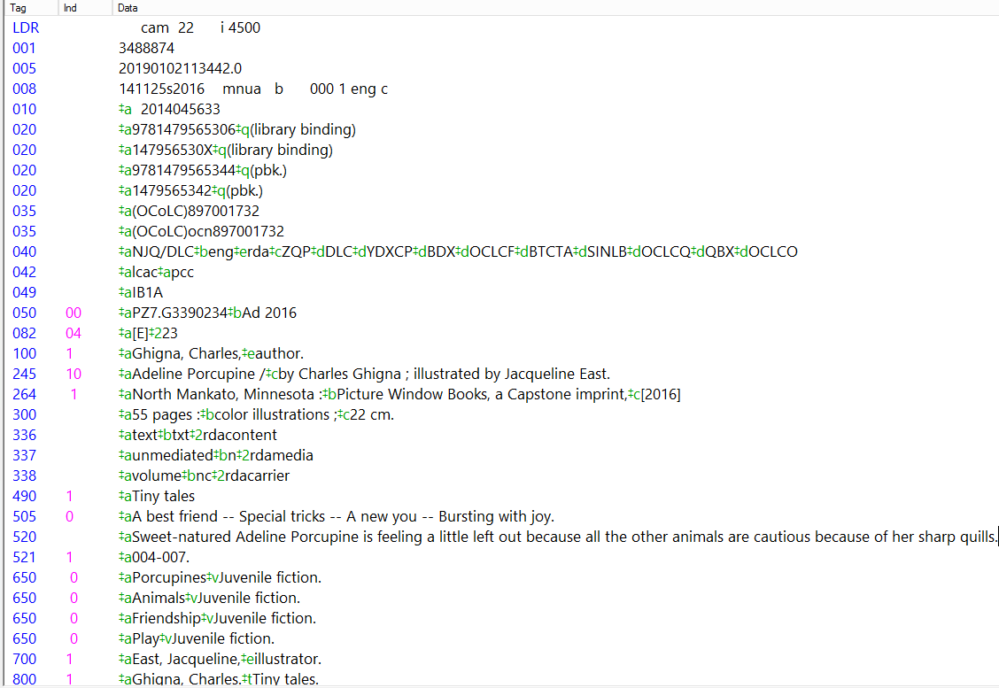 Tag Ind Data
LDR cam 22 i 4500
001 3488874
005 20190102113442.0
008 141125s2016 mnua b 000 1 eng c
010 ‡a 2014045633
020 ‡a9781479565306‡q(library binding)
020 ‡a147956530X‡q(library binding)
020 ‡a9781479565344‡q(pbk.)
020 ‡a1479565342‡q(pbk.)
035 ‡a(OCoLC)897001732
035 ‡a(OCoLC)ocn897001732
040 ‡aNJQ/DLC‡beng‡erda‡cZQP‡dDLC‡dYDXCP‡dBDX‡dOCLCF‡dBTCTA‡dSINLB‡dOCLCQ‡dQBX‡dOCLCO
042 ‡alcac‡apcc
049 ‡aIB1A
050 00 ‡aPZ7.G3390234‡bAd 2016
082 04 ‡a[E]‡223
100 1 ‡aGhigna, Charles,‡eauthor.
245 10 ‡aAdeline Porcupine /‡cby Charles Ghigna ; illustrated by Jacqueline East.
264 1 ‡aNorth Mankato, Minnesota :‡bPicture Window Books, a Capstone imprint,‡c[2016]
300 ‡a55 pages :‡bcolor illustrations ;‡c22 cm.
336 ‡atext‡btxt‡2rdacontent
337 ‡aunmediated‡bn‡2rdamedia
338 ‡avolume‡bnc‡2rdacarrier
490 1 ‡aTiny tales
505 0 ‡aA best friend -- Special tricks -- A new you -- Bursting with joy.
520 ‡aSweet-natured Adeline Porcupine is feeling a little left out because all the other animals are cautious because of her sharp quills.
521 1 ‡a004-007.
650 0 ‡aPorcupines‡vJuvenile fiction.
650 0 ‡aAnimals‡vJuvenile fiction.
650 0 ‡aFriendship‡vJuvenile fiction.
650 0 ‡aPlay‡vJuvenile fiction.
700 1 ‡aEast, Jacqueline,‡eillustrator.
800 1 ‡aGhigna, Charles.‡tTiny tales.